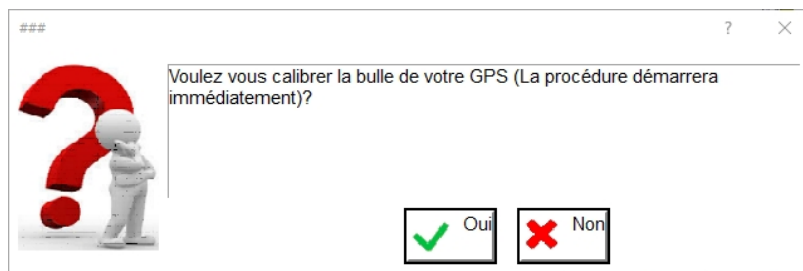 ###
?
Voulez vous calibrer la bulle de votre GPS (La procédure démarrera
immédiatement)?
Oui
Non